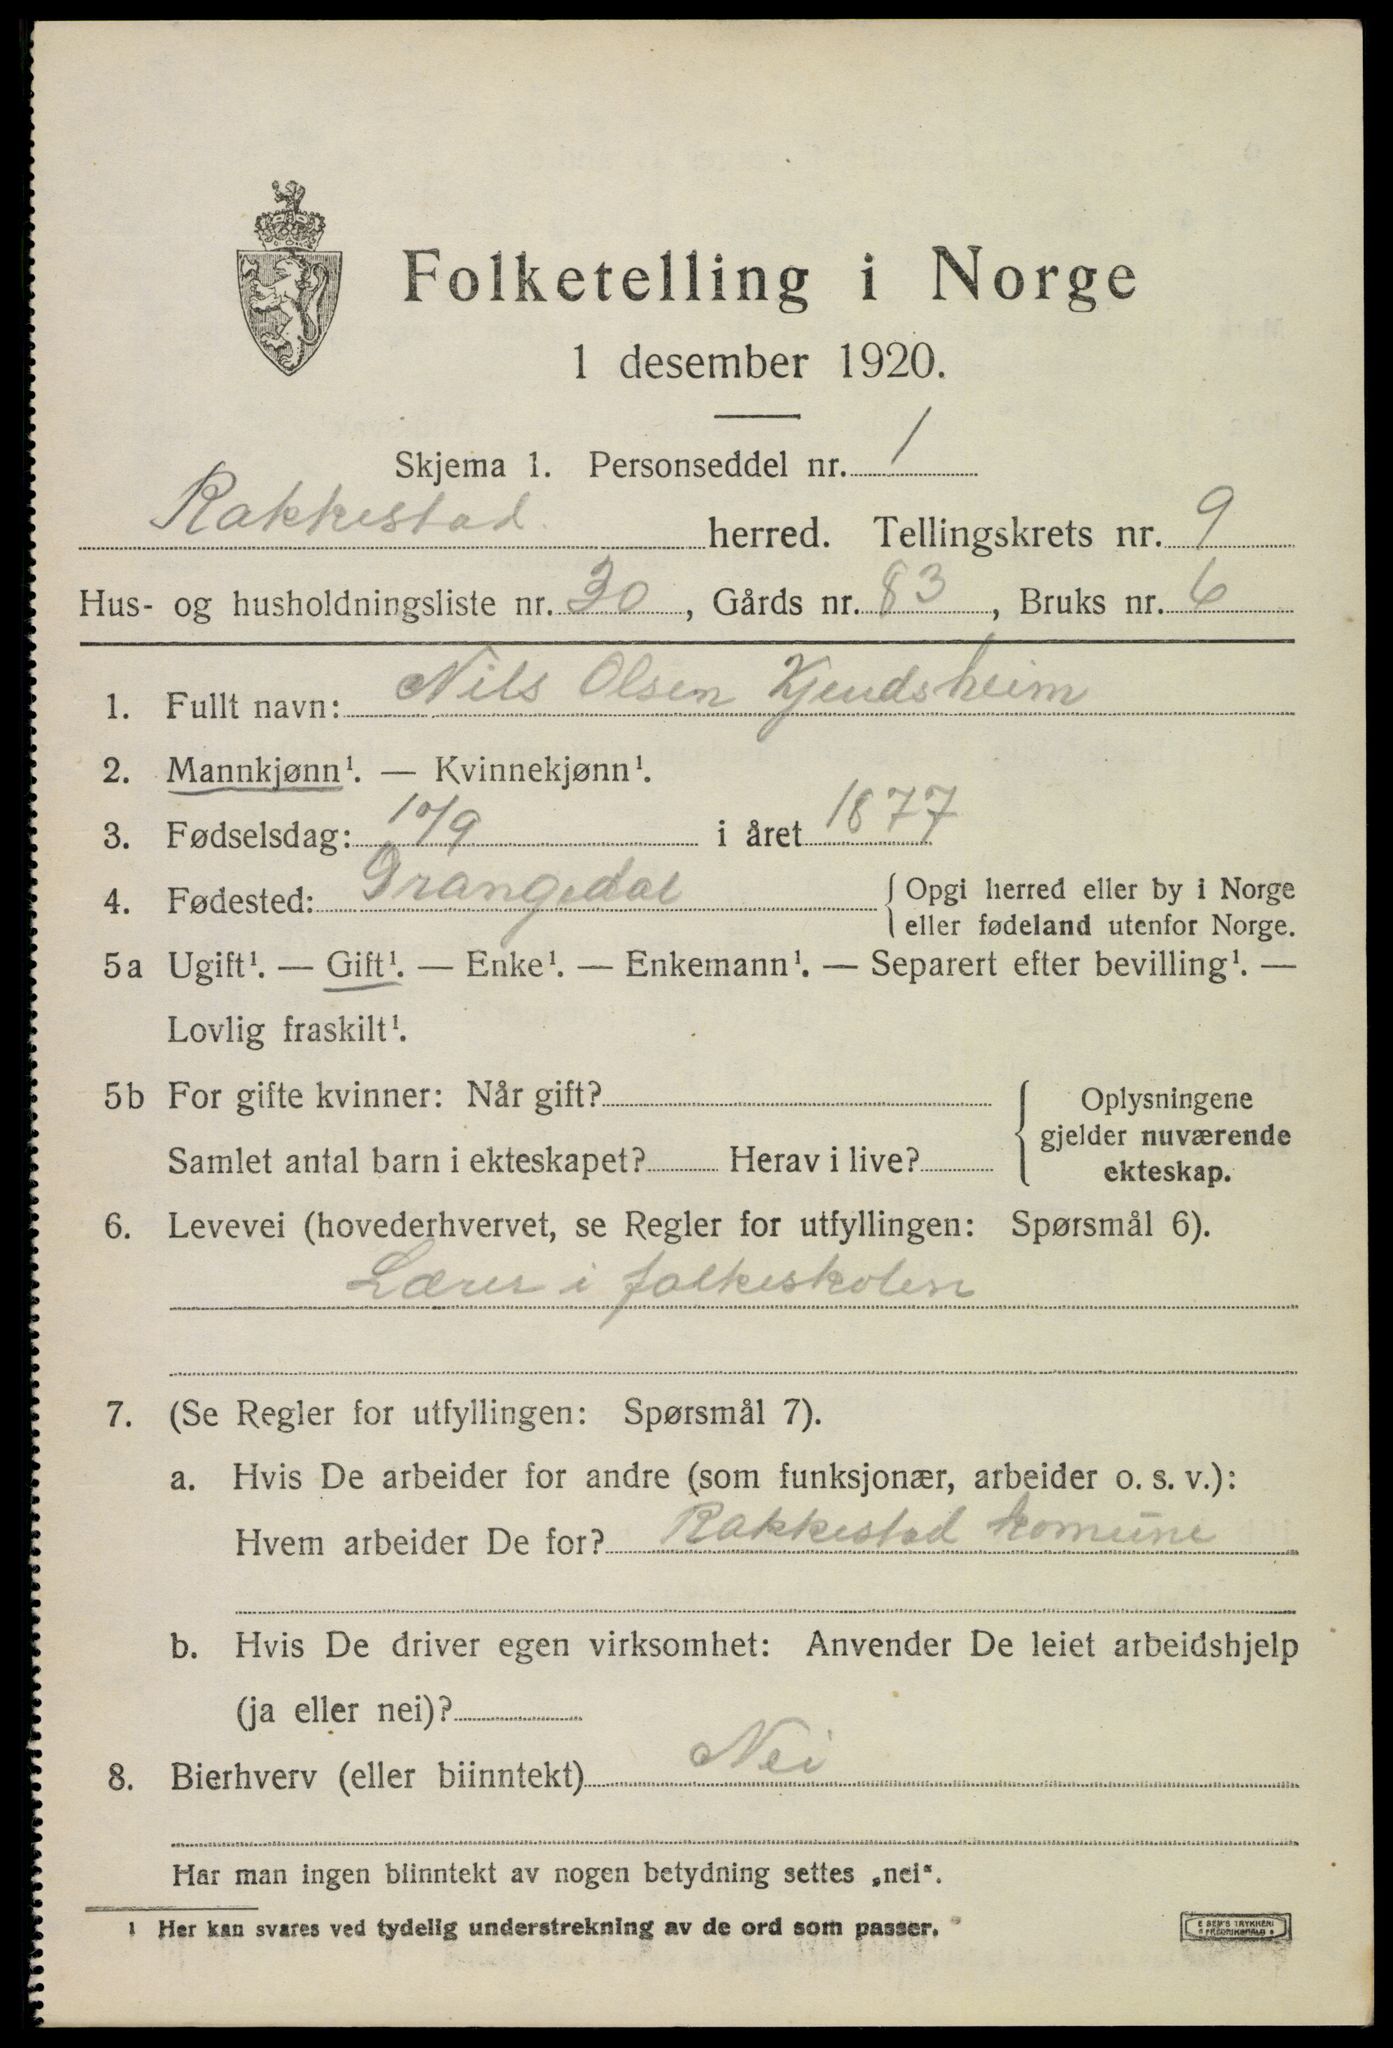 Folketelling i Norge
1 desember 1920.
Skjema 1. Personseddel nr. 1
Rakkestad herred. Tellingskrets nr. 9
Hus- og husholdningsliste nr. 30, Gårds nr. 83, Bruks nr. 6
1. Fullt navn: Nils Olsen Kjendsheim
2. Mannkjønn¹. — Kvinnekjønn¹.
3. Fødselsdag: 10/9 i året 1877
4. Fødested: Drangedal { Opgi herred eller by i Norge
eller fødeland utenfor Norge.
5a Ugift¹. — Gift¹. — Enke¹. — Enkemann¹. — Separert efter bevilling¹. —
Lovlig fraskilt¹.
5b For gifte kvinner: Når gift?
Samlet antal barn i ekteskapet? Herav i live?
Oplysningene
gjelder nuværende
ekteskap.
6. Levevei (hovederhvervet, se Regler for utfyllingen: Spørsmål 6).
Lærer i folkeskolen
7. (Se Regler for utfyllingen: Spørsmål 7).
a. Hvis De arbeider for andre (som funksjonær, arbeider o. s. v.):
Hvem arbeider De for? Rakkestad komune
b. Hvis De driver egen virksomhet: Anvender De leiet arbeidshjelp
(ja eller nei)?
8. Bierhverv (eller biinntekt) Nei
Har man ingen biinntekt av nogen betydning settes „nei“.
1 Her kan svares ved tydelig understrekning av de ord som passer.
E SEM'S TRYKKERI
FREDRIKSHALD